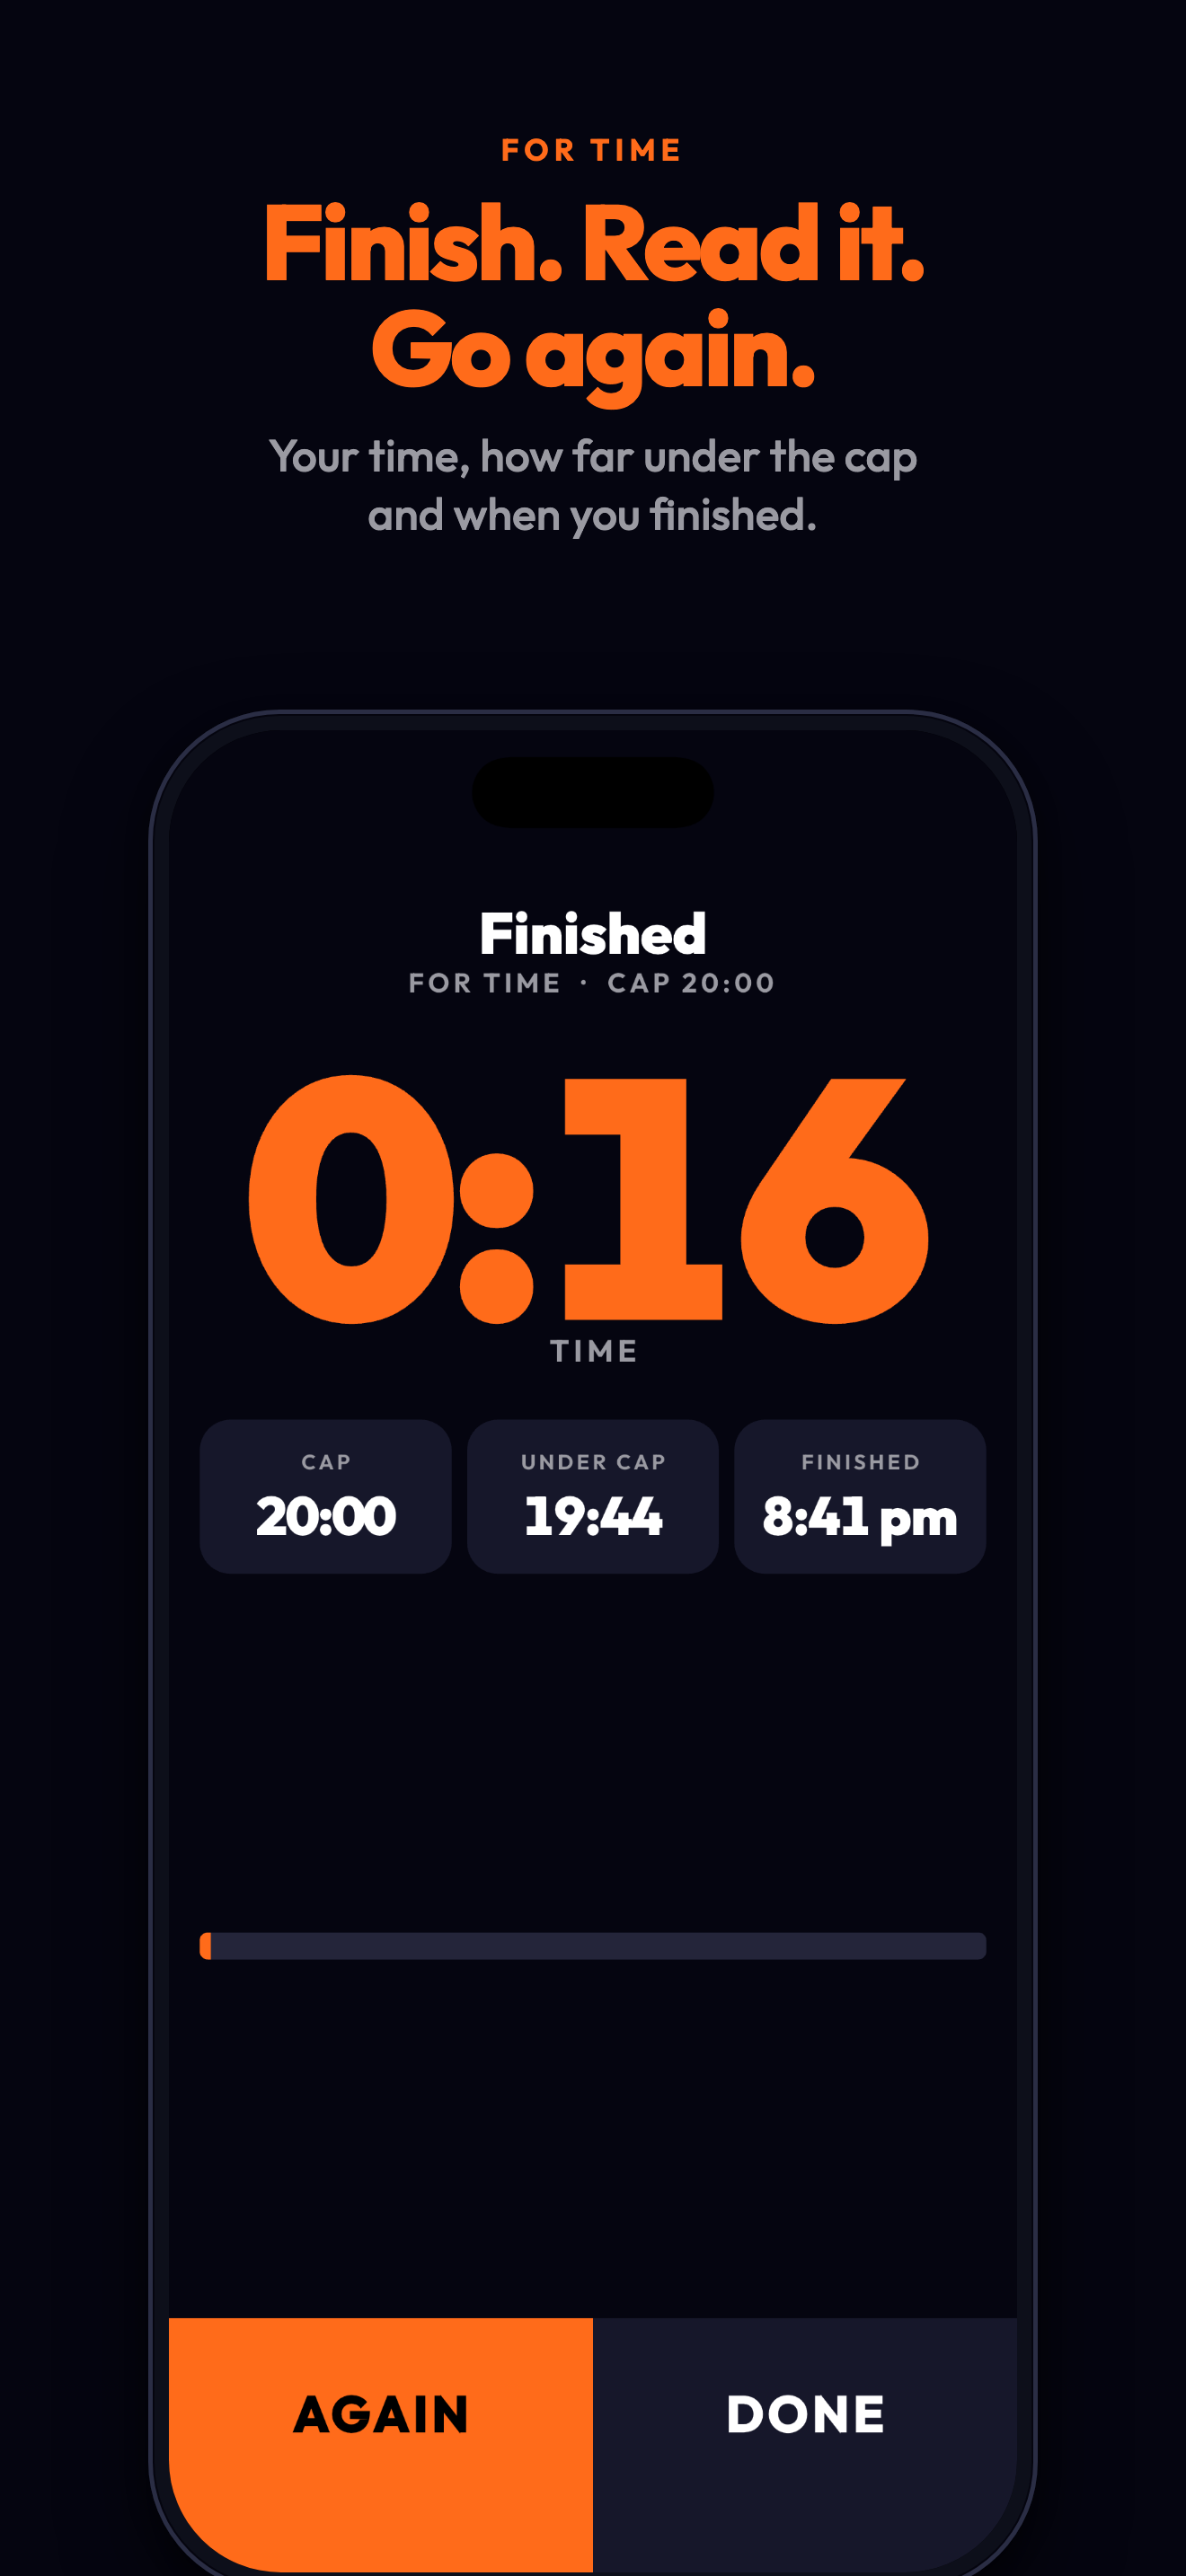 FOR TIME
Finish. Read it.
Go again.
Your time, how far under the cap
and when you finished.
Finished
FOR TIME · CAP 20:00
0:16
TIME
CAP
20:00
UNDER CAP
19:44
FINISHED
8:41 pm
AGAIN
DONE